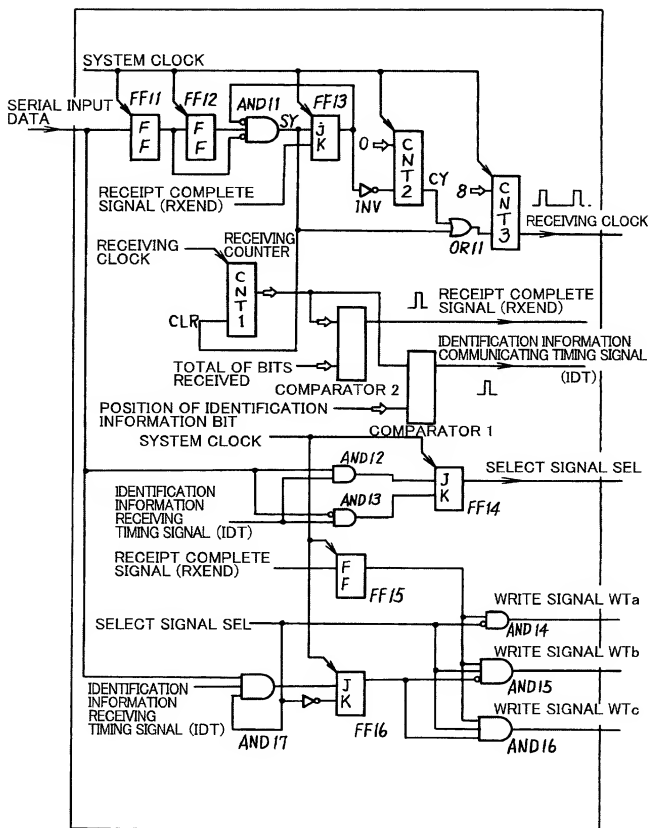 SYSTEM CLOCK
SERIAL INPUT
DATA
FF11
FF12
AND11
FF13
SY
F
F
F
F
J
K
0
C
N
T
2
CY
8
C
N
T
3
RECEIPT COMPLETE
SIGNAL (RXEND)
INV
OR11
RECEIVING CLOCK
RECEIVING
CLOCK
RECEIVING
COUNTER
C
N
T
1
CLR
RECEIPT COMPLETE
SIGNAL (RXEND)
IDENTIFICATION INFORMATION
COMMUNICATING TIMING SIGNAL
(IDT)
TOTAL OF BITS
RECEIVED
COMPARATOR 2
POSITION OF IDENTIFICATION
INFORMATION BIT
COMPARATOR 1
SYSTEM CLOCK
AND12
AND13
J
K
FF14
SELECT SIGNAL SEL
IDENTIFICATION
INFORMATION
RECEIVING
TIMING SIGNAL (IDT)
RECEIPT COMPLETE
SIGNAL (RXEND)
F
F
FF15
SELECT SIGNAL SEL
WRITE SIGNAL WTa
AND14
WRITE SIGNAL WTb
AND15
WRITE SIGNAL WTc
AND16
IDENTIFICATION
INFORMATION
RECEIVING
TIMING SIGNAL (IDT)
AND17
J
K
FF16